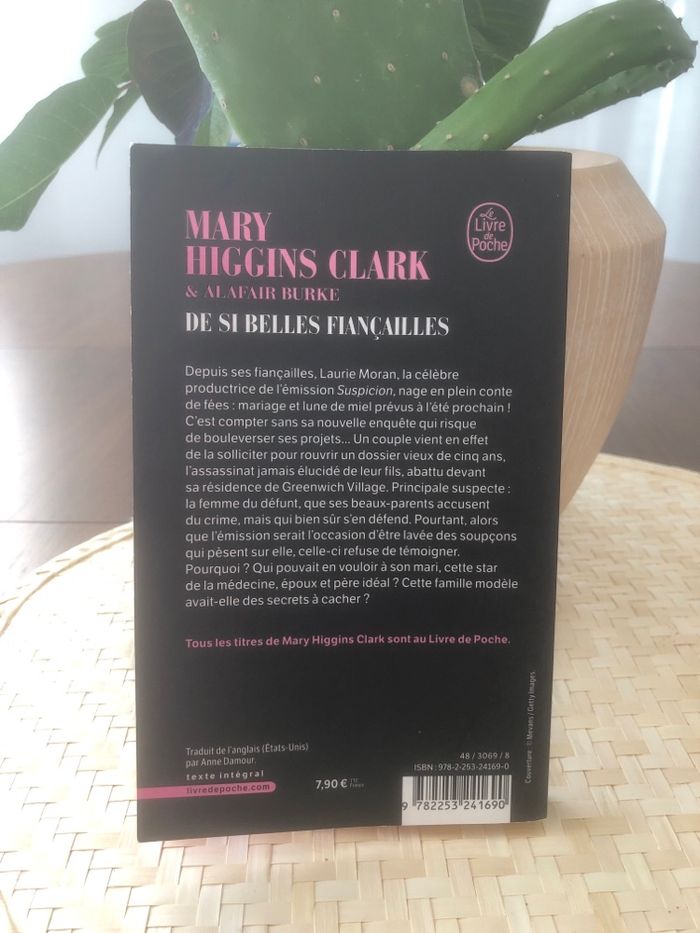 MARY
HIGGINS CLARK
& ALAFAIR BURKE
DE SI BELLES FIANÇAILLES
Le
Livre
de
Poche
Depuis ses fiançailles, Laurie Moran, la célèbre
productrice de l'émission Suspicion, nage en plein conte
de fées : mariage et lune de miel prévus à l'été prochain !
C'est compter sans sa nouvelle enquête qui risque
de bouleverser ses projets... Un couple vient en effet
de la solliciter pour rouvrir un dossier vieux de cinq ans,
l'assassinat jamais élucidé de leur fils, abattu devant
sa résidence de Greenwich Village. Principale suspecte :
la femme du défunt, que ses beaux-parents accusent
du crime, mais qui bien sûr s'en défend. Pourtant, alors
que l'émission serait l'occasion d'être lavée des soupçons
qui pèsent sur elle, celle-ci refuse de témoigner.
Pourquoi ? Qui pouvait en vouloir à son mari, cette star
de la médecine, époux et père idéal ? Cette famille modèle
avait-elle des secrets à cacher ?
Tous les titres de Mary Higgins Clark sont au Livre de Poche.
Traduit de l'anglais (États-Unis)
par Anne Damour.
texte intégral
livredepoche.com
7,90 € TTC
France
48 / 3069 / 8
ISBN : 978-2-253-24169-0
9 782253 241690
Couverture : © Mevans / Getty Images